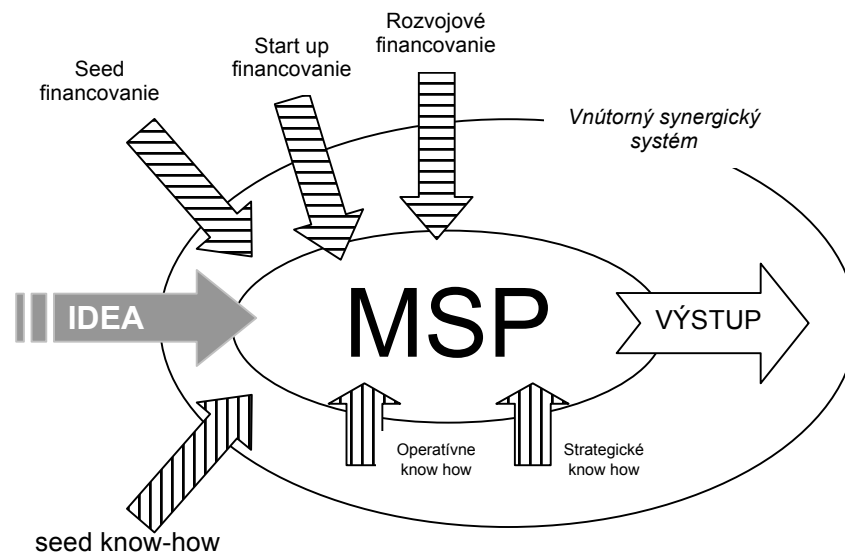 Rozvojové
financovanie
Start up
financovanie
Seed
financovanie
Vnútorný synergický
systém
IDEA
MSP
VÝSTUP
Operatívne
know how
Strategické
know how
seed know-how